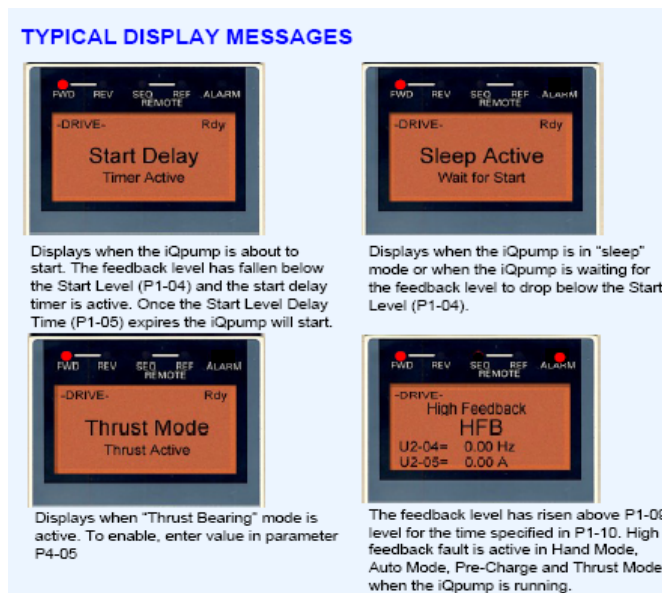 TYPICAL DISPLAY MESSAGES
FWD REV SEQ REF ALARM
REMOTE
-DRIVE- Rdy
Start Delay
Timer Active
Displays when the iQpump is about to
start. The feedback level has fallen below
the Start Level (P1-04) and the start delay
timer is active. Once the Start Level Delay
Time (P1-05) expires the iQpump will start.
FWD REV SEQ REF ALARM
REMOTE
-DRIVE- Rdy
Sleep Active
Wait for Start
Displays when the iQpump is in "sleep"
mode or when the iQpump is waiting for
the feedback level to drop below the Start
Level (P1-04).
FWD REV SEQ REF ALARM
REMOTE
-DRIVE- Rdy
Thrust Mode
Thrust Active
Displays when "Thrust Bearing" mode is
active. To enable, enter value in parameter
P4-05
FWD REV SEQ REF ALARM
REMOTE
-DRIVE-
High Feedback
HFB
U2-04= 0.00 Hz
U2-05= 0.00 A
The feedback level has risen above P1-09
level for the time specified in P1-10. High
feedback fault is active in Hand Mode,
Auto Mode, Pre-Charge and Thrust Mode
when the iQpump is running.